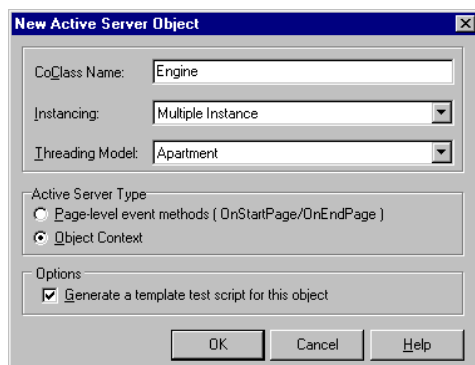 New Active Server Object
CoClass Name: Engine
Instancing: Multiple Instance
Threading Model: Apartment
Active Server Type
Page-level event methods ( OnStartPage/OnEndPage )
Object Context
Options
Generate a template test script for this object
OK Cancel Help